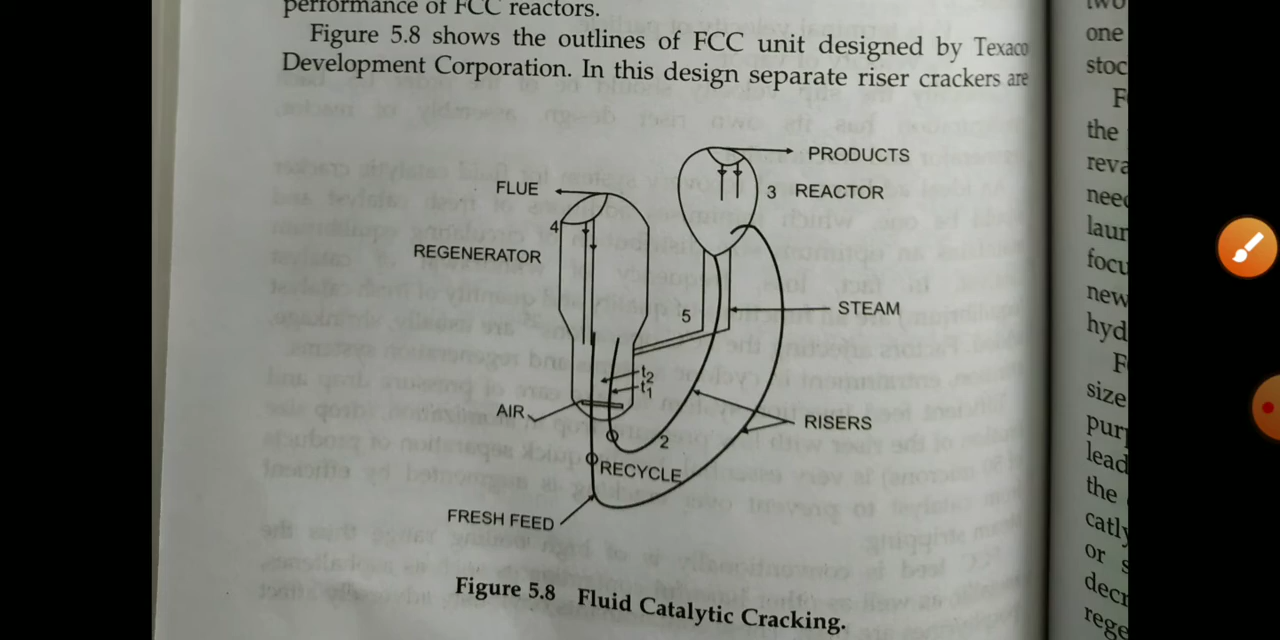 performance of FCC reactors.
Figure 5.8 shows the outlines of FCC unit designed by Texaco
Development Corporation. In this design separate riser crackers are
PRODUCTS
FLUE
3 REACTOR
4
REGENERATOR
STEAM
5
t2
t1
AIR
RISERS
2
RECYCLE
FRESH FEED
Figure 5.8 Fluid Catalytic Cracking.
two
one
stoc
F
the
reva
need
laun
focu
new
hyd
F
size
purp
lead
the
catly
or s
decr
rege